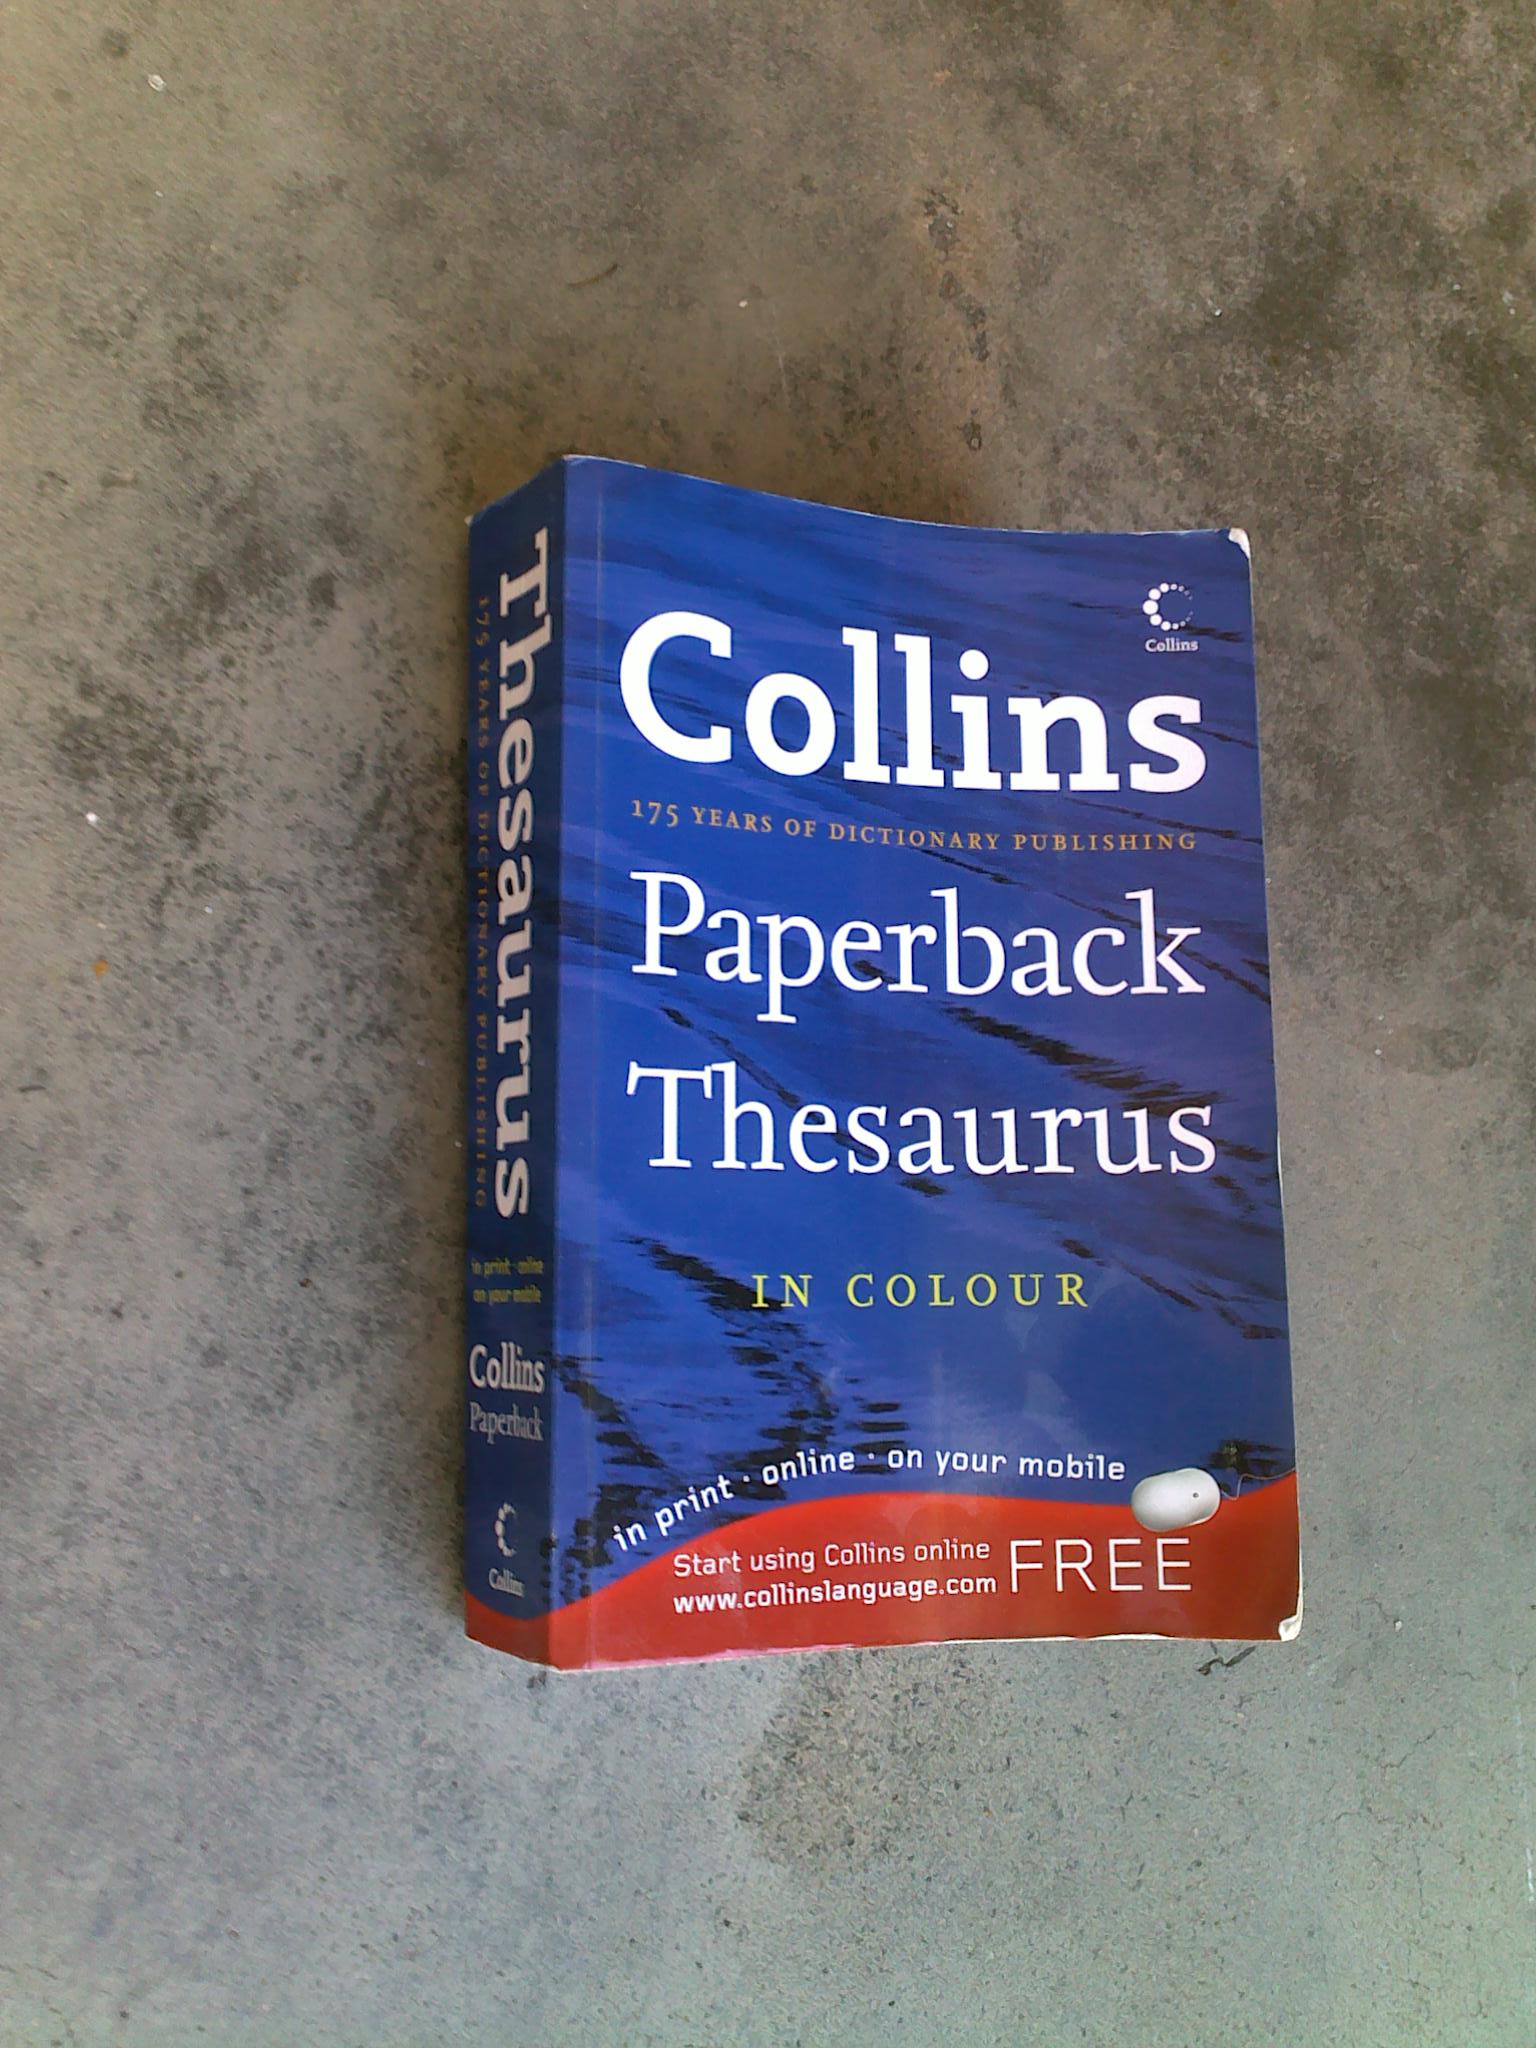 Collins
Collins
175 YEARS OF DICTIONARY PUBLISHING
Paperback
Thesaurus
IN COLOUR
in print · online · on your mobile
Start using Collins online
www.collinslanguage.com
FREE
Thesaurus
175 YEARS OF DICTIONARY PUBLISHING
in print · online
on your mobile
Collins
Paperback
Collins